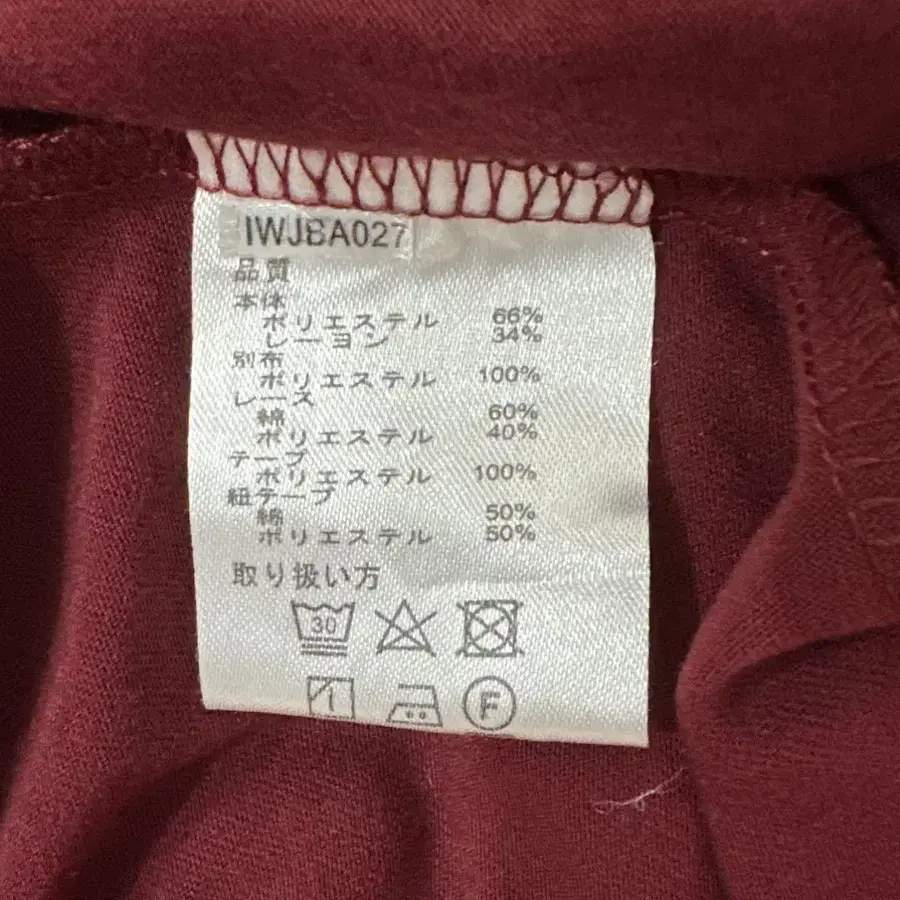 IWJBA027
品質
本体
ポリエステル 66%
レーヨン 34%
別布
ポリエステル 100%
レース
綿 60%
ポリエステル 40%
テープ
ポリエステル 100%
紐テープ
綿 50%
ポリエステル 50%
取り扱い方
30
1
F